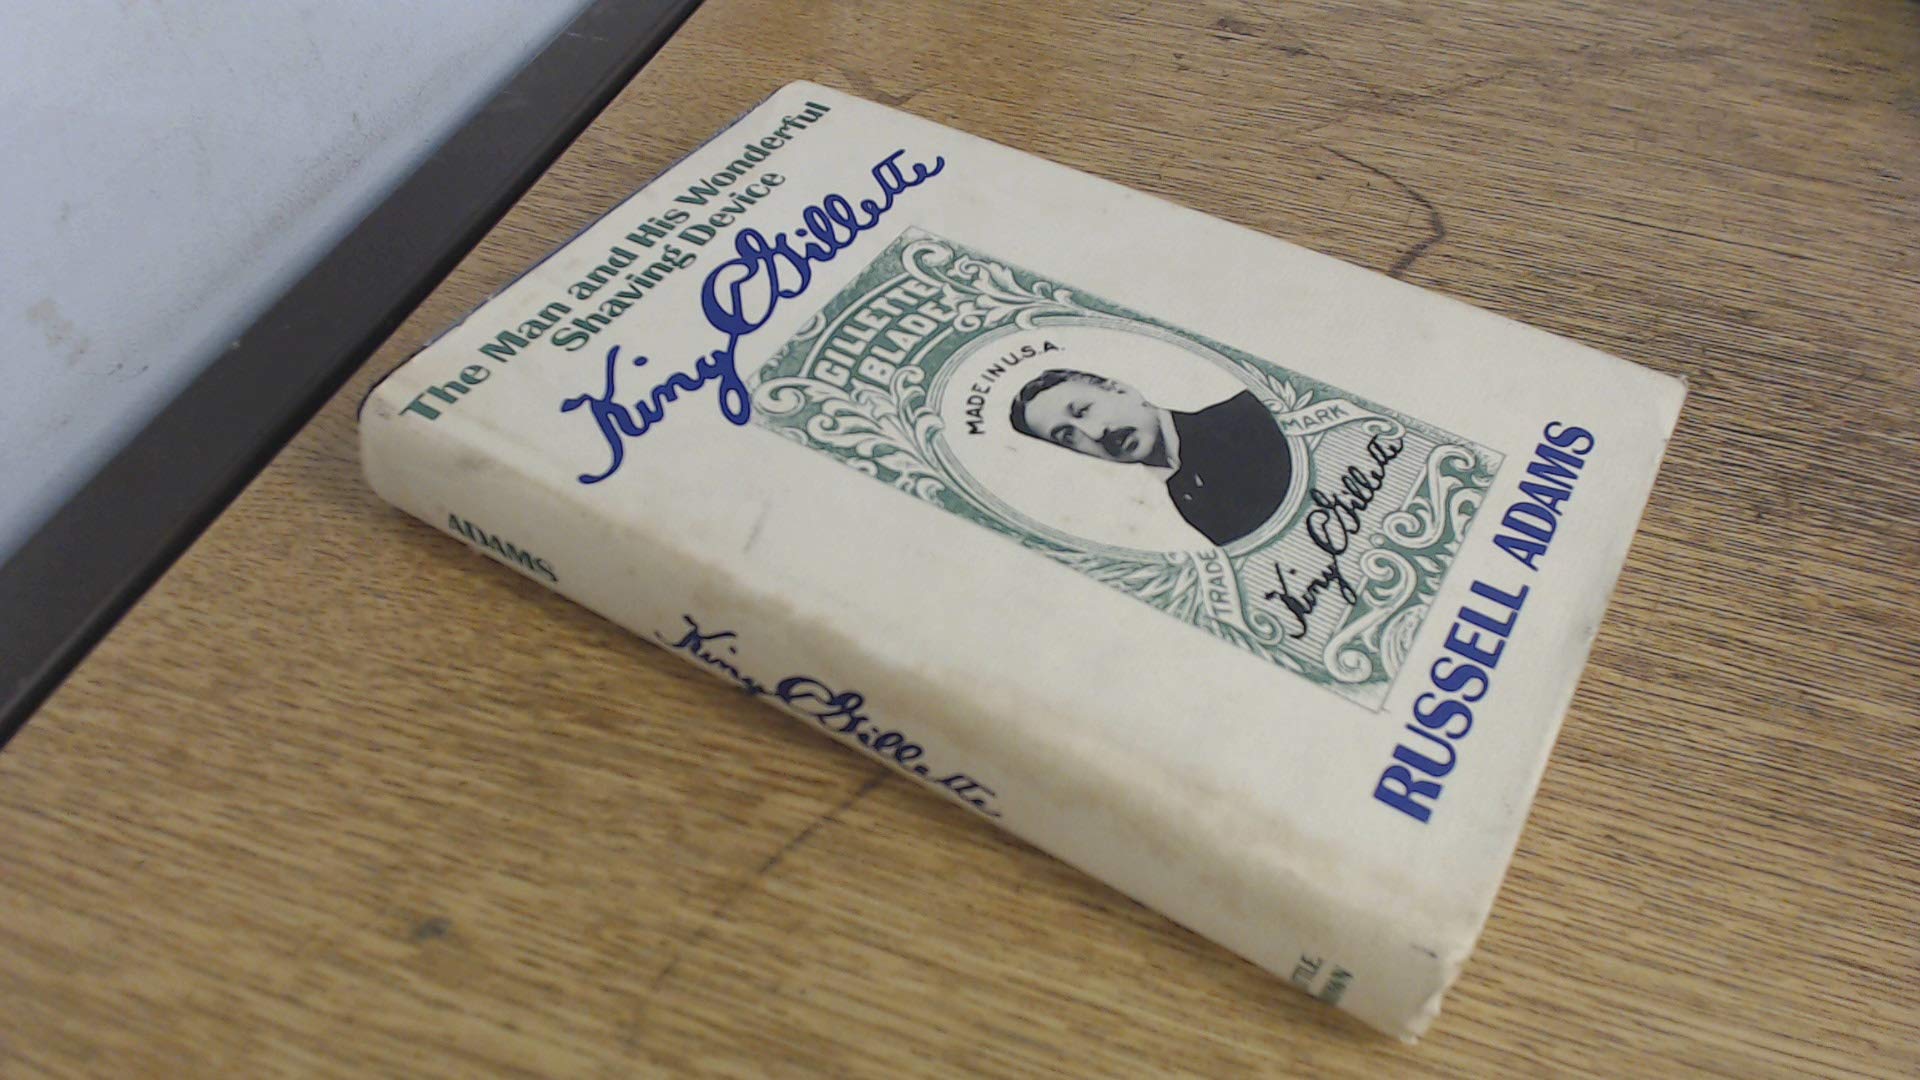 The Man and His Wonderful
Shaving Device
King C Gillette
GILLETTE
BLADE
MADE IN U.S.A.
TRADE MARK
King C Gillette
RUSSELL ADAMS
ADAMS
King C Gillette